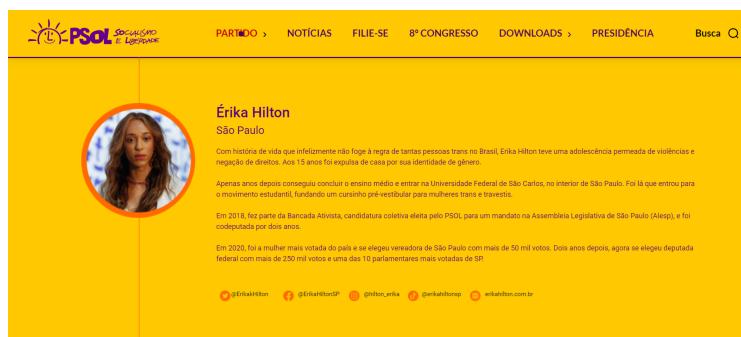 PSOL SOCIALISMO
E LIBERDADE
PARTIDO › NOTÍCIAS FILIE-SE 8º CONGRESSO DOWNLOADS › PRESIDÊNCIA Busca
Érika Hilton
São Paulo
Com história de vida que infelizmente não foge à regra de tantas pessoas trans no Brasil, Erika Hilton teve uma adolescência permeada de violências e
negação de direitos. Aos 15 anos foi expulsa de casa por sua identidade de gênero.
Apenas anos depois conseguiu concluir o ensino médio e entrar na Universidade Federal de São Carlos, no interior de São Paulo. Foi lá que entrou para
o movimento estudantil, fundando um cursinho pré-vestibular para mulheres trans e travestis.
Em 2018, fez parte da Bancada Ativista, candidatura coletiva eleita pelo PSOL para um mandato na Assembleia Legislativa de São Paulo (Alesp), e foi
codeputada por dois anos.
Em 2020, foi a mulher mais votada do país e se elegeu vereadora de São Paulo com mais de 50 mil votos. Dois anos depois, agora se elegeu deputada
federal com mais de 250 mil votos e uma das 10 parlamentares mais votadas de SP.
@ErikakHilton @ErikaHiltonSP @hilton_erika @erikahiltonsp erikahilton.com.br